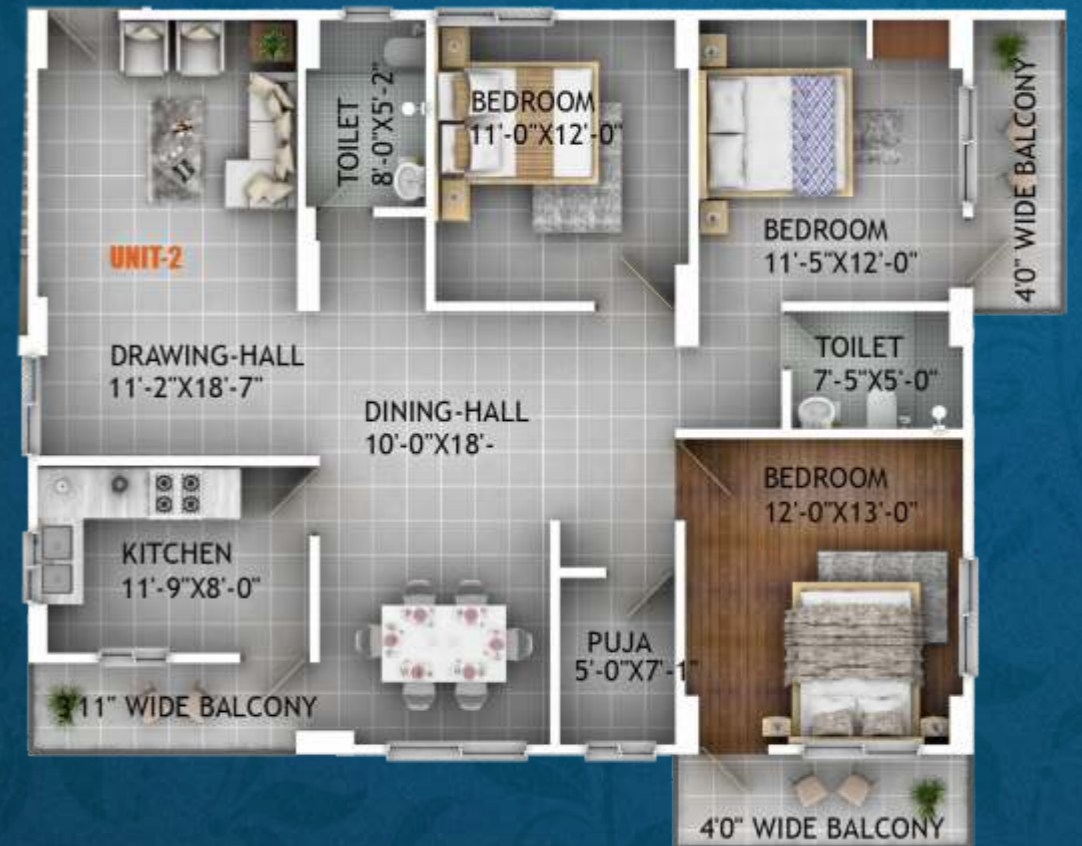 TOILET
8'-0"X5'-2"
BEDROOM
11'-0"X12'-0"
BEDROOM
11'-5"X12'-0"
4'0" WIDE BALCONY
UNIT-2
DRAWING-HALL
11'-2"X18'-7"
DINING-HALL
10'-0"X18'-
TOILET
7'-5"X5'-0"
BEDROOM
12'-0"X13'-0"
KITCHEN
11'-9"X8'-0"
PUJA
5'-0"X7'-1"
3'11" WIDE BALCONY
4'0" WIDE BALCONY